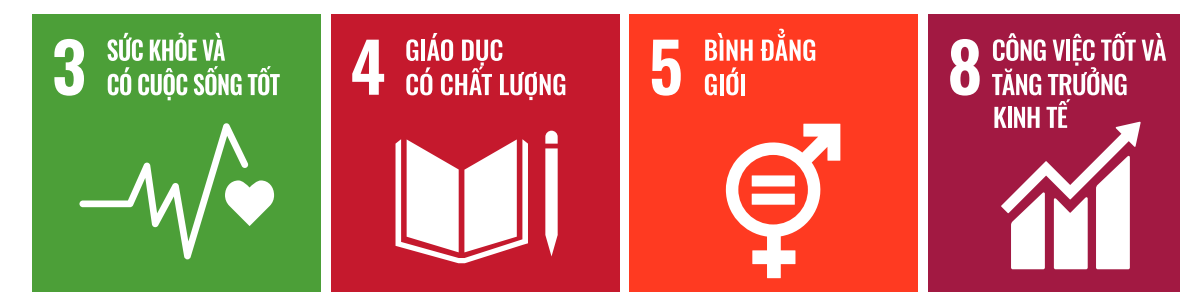 3
SỨC KHỎE VÀ
CÓ CUỘC SỐNG TỐT
4
GIÁO DỤC
CÓ CHẤT LƯỢNG
5
BÌNH ĐẲNG
GIỚI
8
CÔNG VIỆC TỐT VÀ
TĂNG TRƯỞNG
KINH TẾ